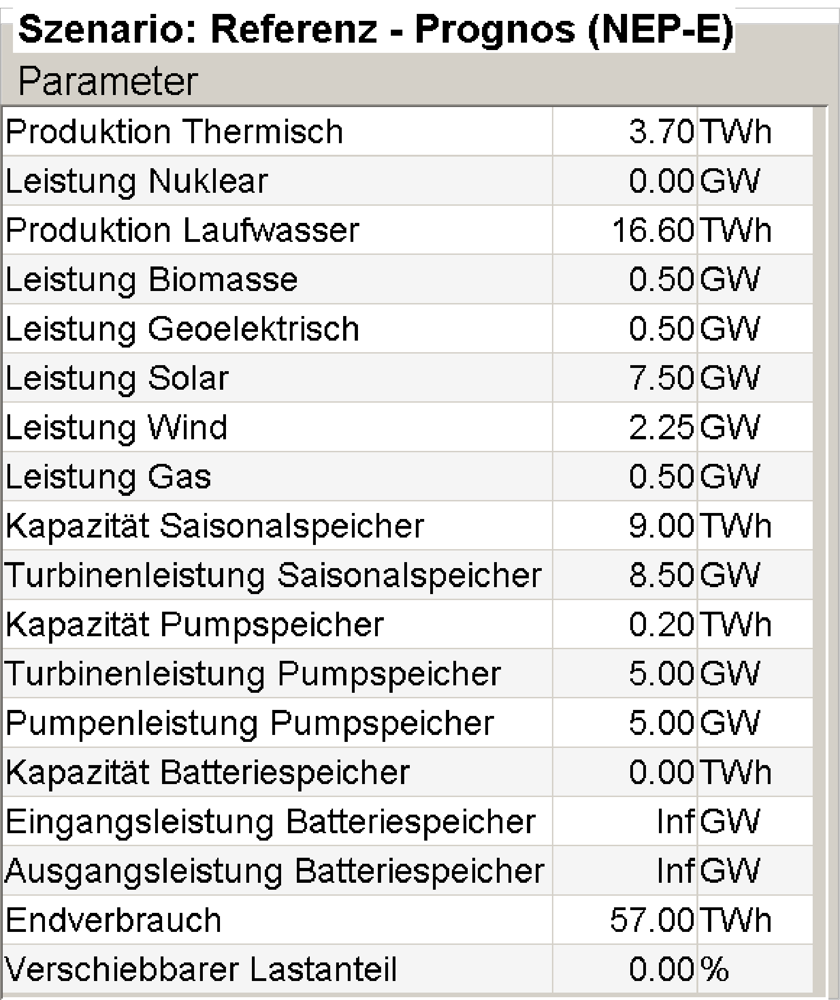 Szenario: Referenz - Prognos (NEP-E)
Parameter
Produktion Thermisch 3.70 TWh
Leistung Nuklear 0.00 GW
Produktion Laufwasser 16.60 TWh
Leistung Biomasse 0.50 GW
Leistung Geoelektrisch 0.50 GW
Leistung Solar 7.50 GW
Leistung Wind 2.25 GW
Leistung Gas 0.50 GW
Kapazität Saisonalspeicher 9.00 TWh
Turbinenleistung Saisonalspeicher 8.50 GW
Kapazität Pumpspeicher 0.20 TWh
Turbinenleistung Pumpspeicher 5.00 GW
Pumpenleistung Pumpspeicher 5.00 GW
Kapazität Batteriespeicher 0.00 TWh
Eingangsleistung Batteriespeicher Inf GW
Ausgangsleistung Batteriespeicher Inf GW
Endverbrauch 57.00 TWh
Verschiebbarer Lastanteil 0.00 %